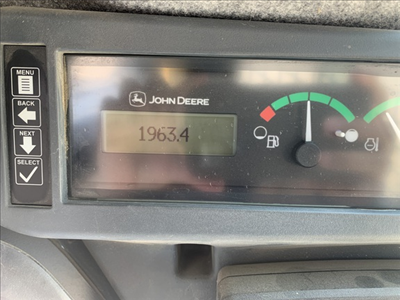 MENU
BACK
NEXT
SELECT
JOHN DEERE
1963.4